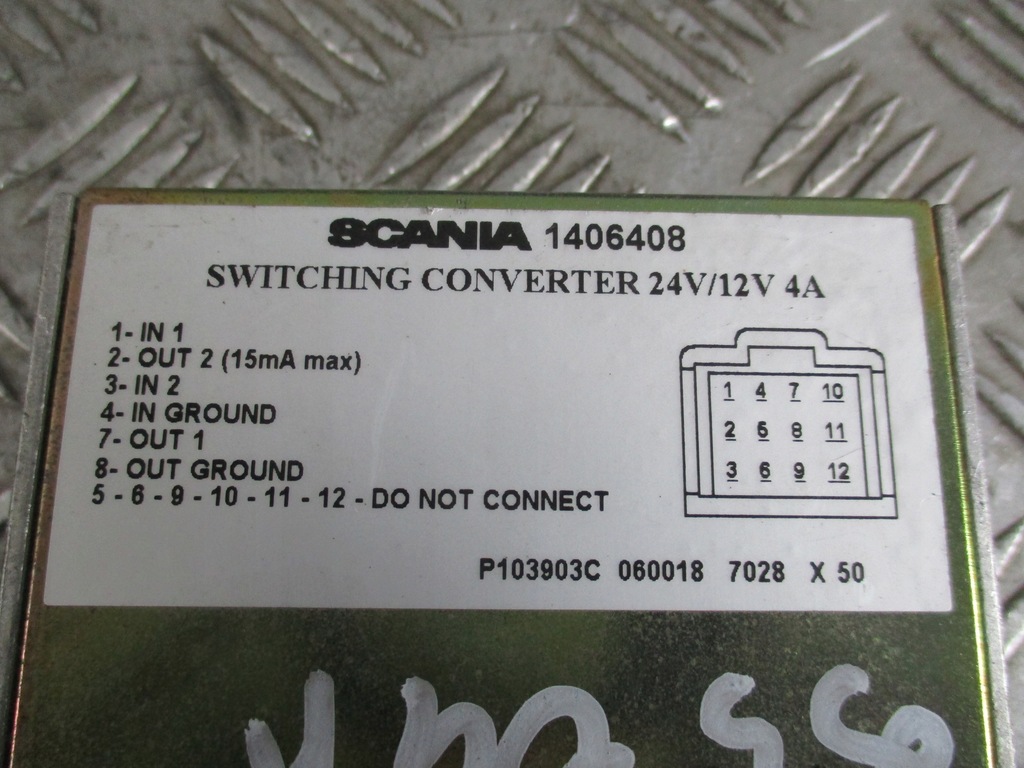 SCANIA 1406408
SWITCHING CONVERTER 24V/12V 4A
1- IN 1
2- OUT 2 (15mA max)
3- IN 2
4- IN GROUND
7- OUT 1
8- OUT GROUND
5 - 6 - 9 - 10 - 11 - 12 - DO NOT CONNECT
1 4 7 10
2 5 8 11
3 6 9 12
P103903C 060018 7028 X 50